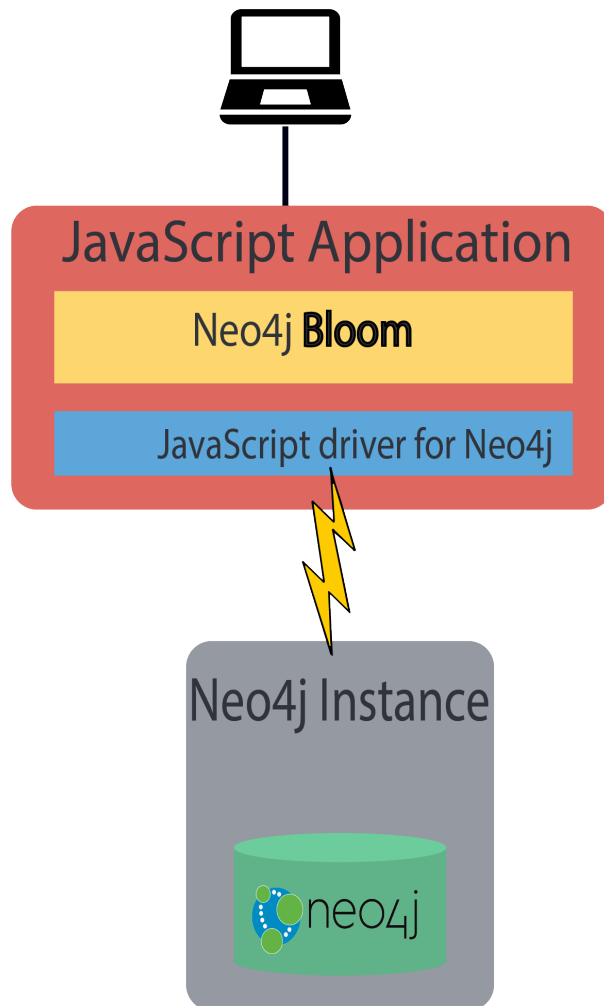 JavaScript Application
Neo4j Bloom
JavaScript driver for Neo4j
Neo4j Instance
neo4j